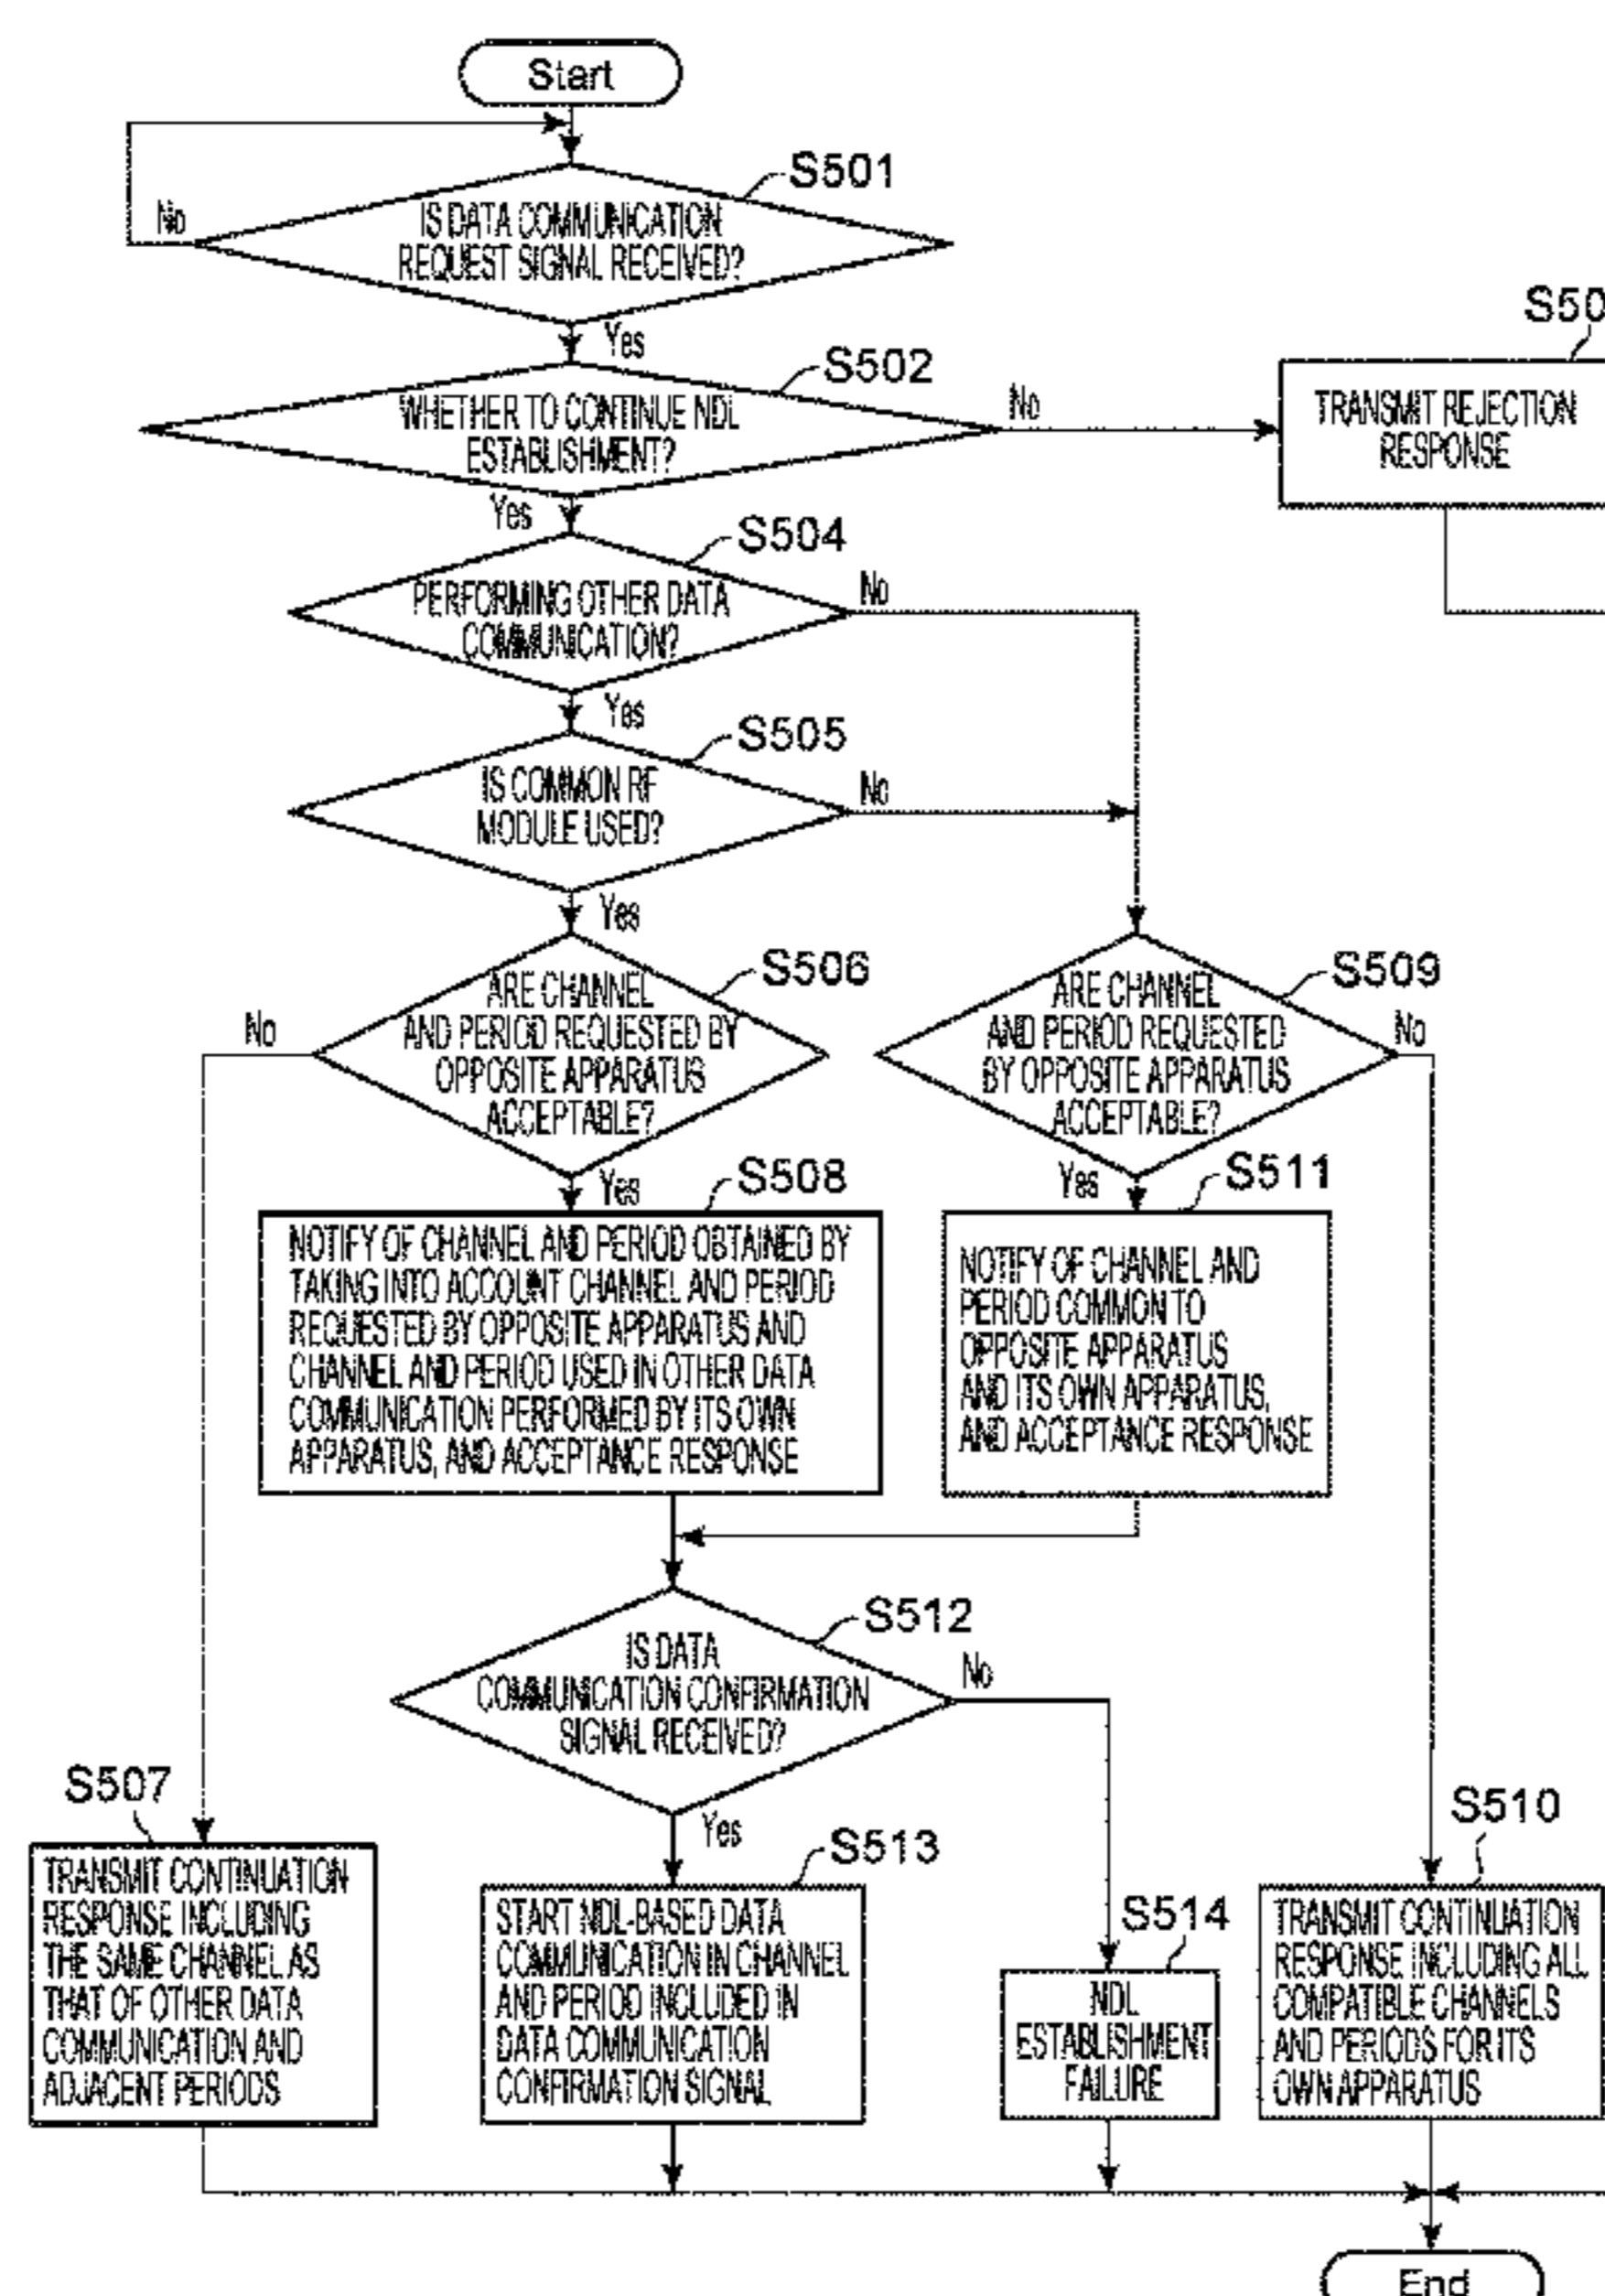 Start
S501
No
IS DATA COMMUNICATION
REQUEST SIGNAL RECEIVED?
Yes
S502
WHETHER TO CONTINUE NDL
ESTABLISHMENT?
No
S50
TRANSMIT REJECTION
RESPONSE
Yes
S504
PERFORMING OTHER DATA
COMMUNICATION?
No
Yes
S505
IS COMMON RF
MODULE USED?
No
Yes
S506
ARE CHANNEL
AND PERIOD REQUESTED BY
OPPOSITE APPARATUS
ACCEPTABLE?
No
S509
ARE CHANNEL
AND PERIOD REQUESTED
BY OPPOSITE APPARATUS
ACCEPTABLE?
No
Yes
S508
NOTIFY OF CHANNEL AND PERIOD OBTAINED BY
TAKING INTO ACCOUNT CHANNEL AND PERIOD
REQUESTED BY OPPOSITE APPARATUS AND
CHANNEL AND PERIOD USED IN OTHER DATA
COMMUNICATION PERFORMED BY ITS OWN
APPARATUS, AND ACCEPTANCE RESPONSE
Yes
S511
NOTIFY OF CHANNEL AND
PERIOD COMMON TO
OPPOSITE APPARATUS
AND ITS OWN APPARATUS,
AND ACCEPTANCE RESPONSE
S512
IS DATA
COMMUNICATION CONFIRMATION
SIGNAL RECEIVED?
No
Yes
S507
TRANSMIT CONTINUATION
RESPONSE INCLUDING
THE SAME CHANNEL AS
THAT OF OTHER DATA
COMMUNICATION AND
ADJACENT PERIODS
S513
START NDL-BASED DATA
COMMUNICATION IN CHANNEL
AND PERIOD INCLUDED IN
DATA COMMUNICATION
CONFIRMATION SIGNAL
S514
NDL
ESTABLISHMENT
FAILURE
S510
TRANSMIT CONTINUATION
RESPONSE INCLUDING ALL
COMPATIBLE CHANNELS
AND PERIODS FOR ITS
OWN APPARATUS
End